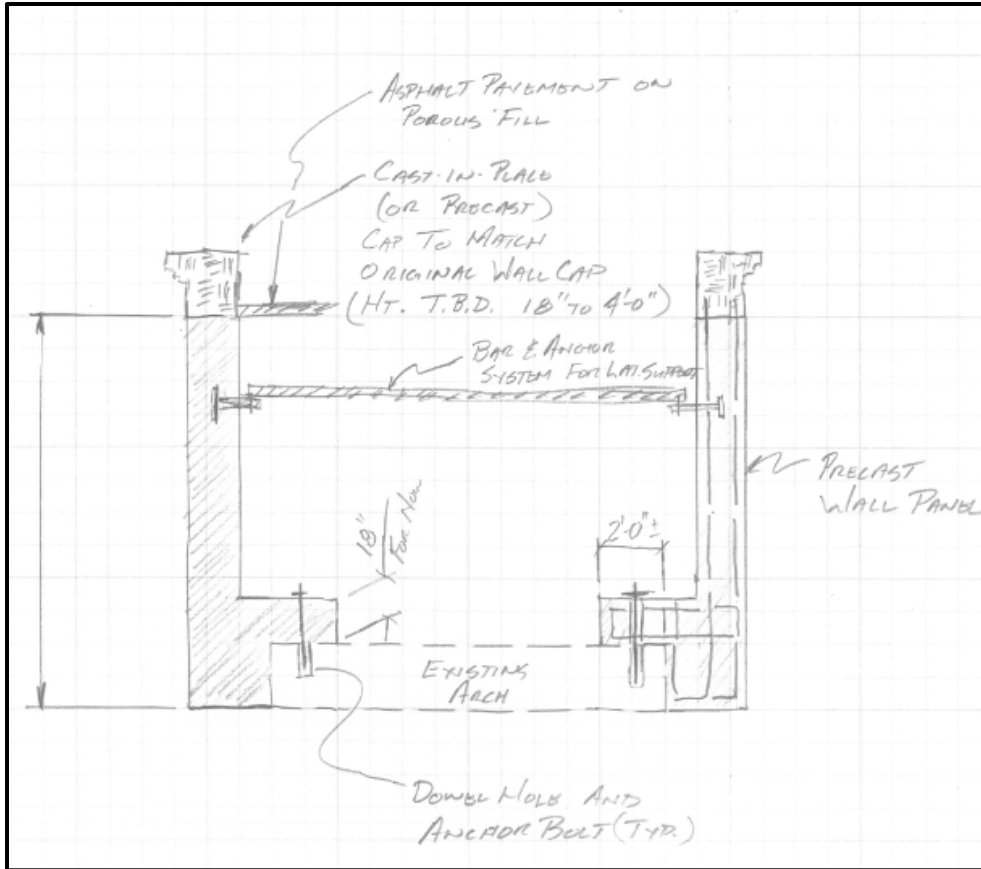 ASPHALT PAVEMENT ON
POROUS FILL
CAST-IN-PLACE
(OR PRECAST)
CAP TO MATCH
ORIGINAL WALL CAP
(HT. T.B.D. 18" TO 4'-0")
BAR & ANCHOR
SYSTEM FOR LAT. SUPPORT
PRECAST
WALL PANEL
18"
FOR NOW
2'-0"±
EXISTING
ARCH
DOWEL HOLE AND
ANCHOR BOLT (TYP.)